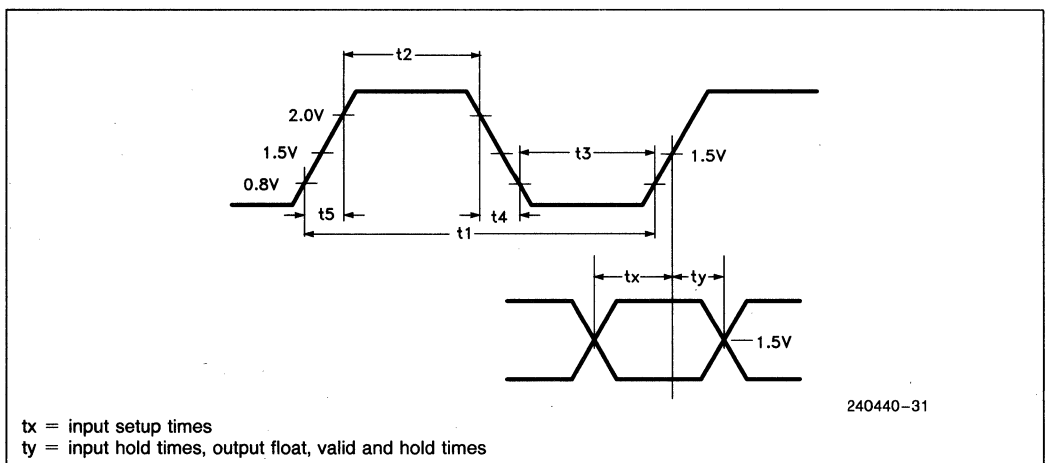 t2
2.0V
1.5V
t3
1.5V
0.8V
t5
t4
t1
tx
ty
1.5V
240440-31
tx = input setup times
ty = input hold times, output float, valid and hold times